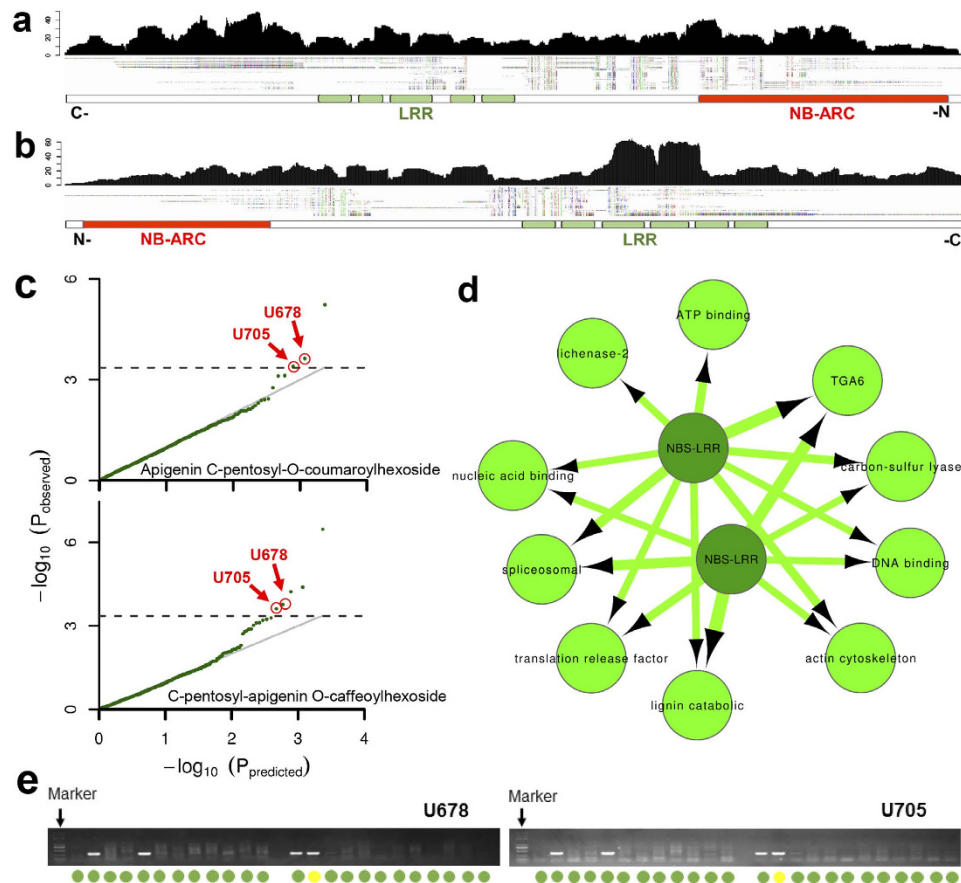 a
40
20
0
C-
LRR
NB-ARC
-N
b
60
40
20
0
N-
NB-ARC
LRR
-C
c
6
U678
U705
3
0
Apigenin C-pentosyl-O-coumaroylhexoside
6
U678
U705
3
0
C-pentosyl-apigenin O-caffeoylhexoside
0 1 2 3 4
−log10 (Pobserved)
−log10 (Ppredicted)
d
ATP binding
lichenase-2
TGA6
NBS-LRR
nucleic acid binding
carbon-sulfur lyase
NBS-LRR
spliceosomal
DNA binding
translation release factor
actin cytoskeleton
lignin catabolic
e
Marker
U678
Marker
U705